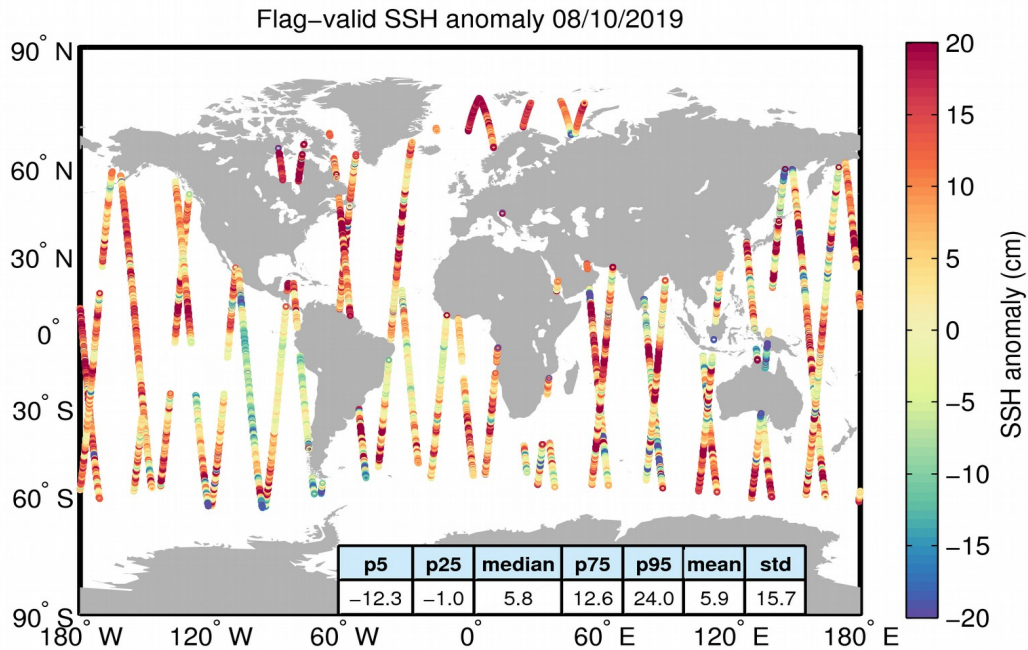 Flag−valid SSH anomaly 08/10/2019
90° N
60° N
30° N
0°
30° S
60° S
90° S
180° W 120° W 60° W 0° 60° E 120° E 180° E
p5 p25 median p75 p95 mean std
−12.3 −1.0 5.8 12.6 24.0 5.9 15.7
20
15
10
5
0
−5
−10
−15
−20
SSH anomaly (cm)